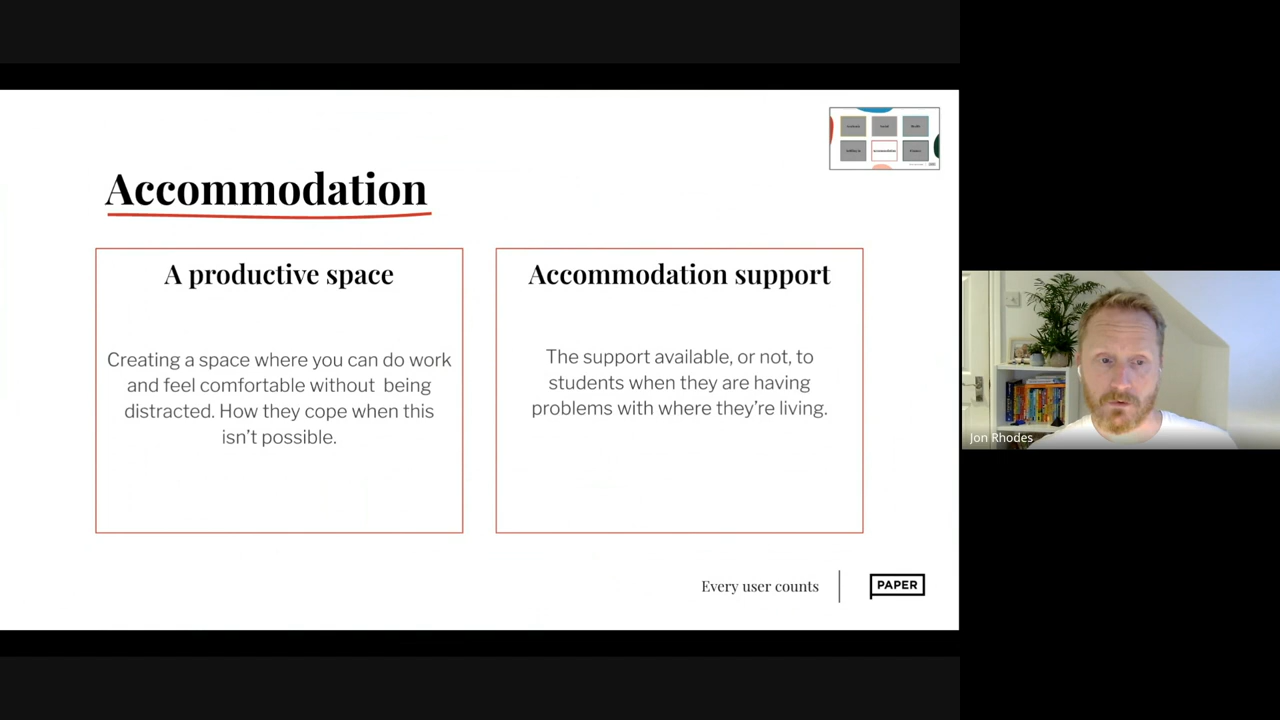 Accommodation
A productive space
Creating a space where you can do work
and feel comfortable without being
distracted. How they cope when this
isn't possible.
Accommodation support
The support available, or not, to
students when they are having
problems with where they're living.
Every user counts
PAPER
Jon Rhodes